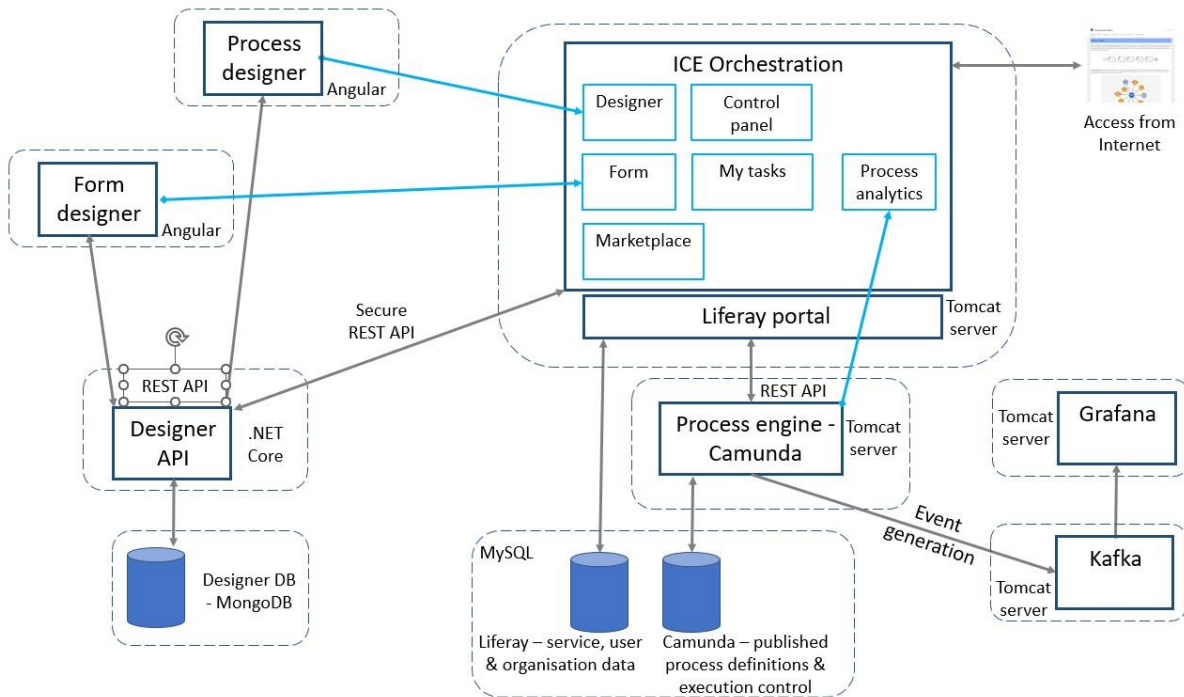 Process
designer
Angular
Form
designer
Angular
ICE Orchestration
Designer
Control
panel
Form
My tasks
Process
analytics
Marketplace
Liferay portal
Tomcat
server
Access from
Internet
Secure
REST API
REST API
Designer
API
.NET
Core
Designer DB
- MongoDB
REST API
Process engine -
Camunda
Tomcat
server
MySQL
Liferay – service, user
& organisation data
Camunda – published
process definitions &
execution control
Event
generation
Tomcat
server
Grafana
Kafka
Tomcat
server